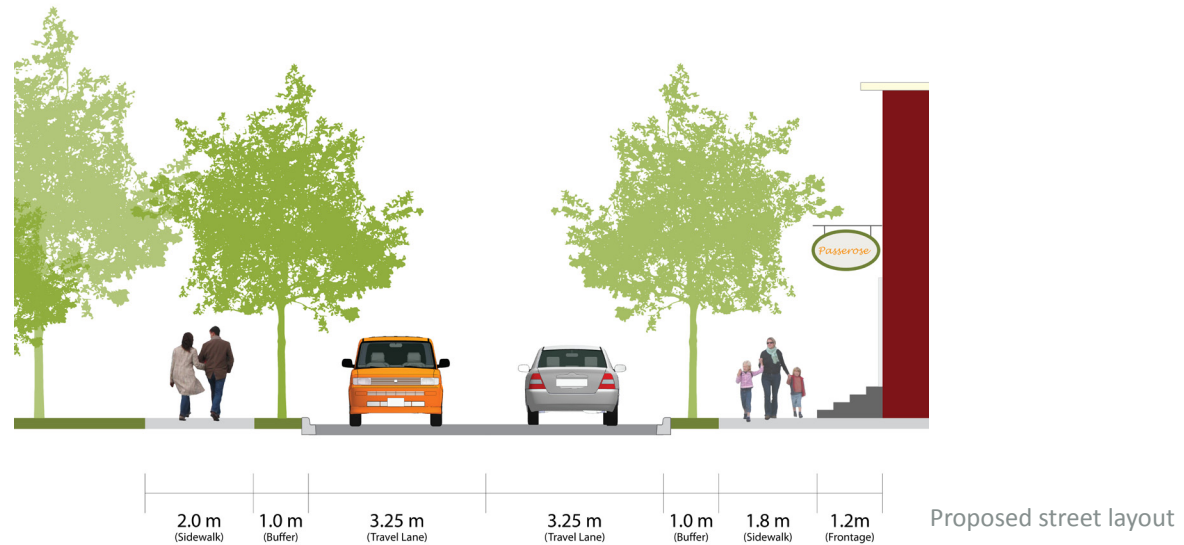 Passerose
2.0 m
(Sidewalk)
1.0 m
(Buffer)
3.25 m
(Travel Lane)
3.25 m
(Travel Lane)
1.0 m
(Buffer)
1.8 m
(Sidewalk)
1.2m
(Frontage)
Proposed street layout